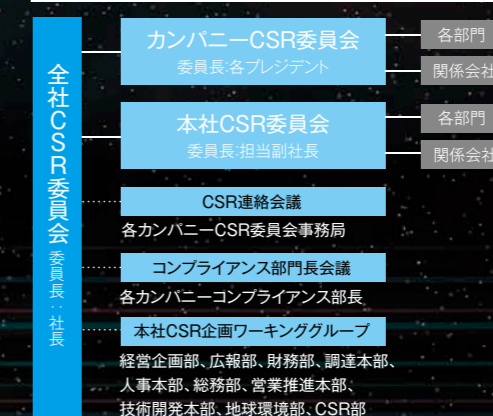 全社CSR委員会 委員長:社長
カンパニーCSR委員会
委員長:各プレジデント
各部門
関係会社
本社CSR委員会
委員長:担当副社長
各部門
関係会社
CSR連絡会議
各カンパニーCSR委員会事務局
コンプライアンス部門長会議
各カンパニーコンプライアンス部長
本社CSR企画ワーキンググループ
経営企画部、広報部、財務部、調達本部、
人事本部、総務部、営業推進本部、
技術開発本部、地球環境部、CSR部